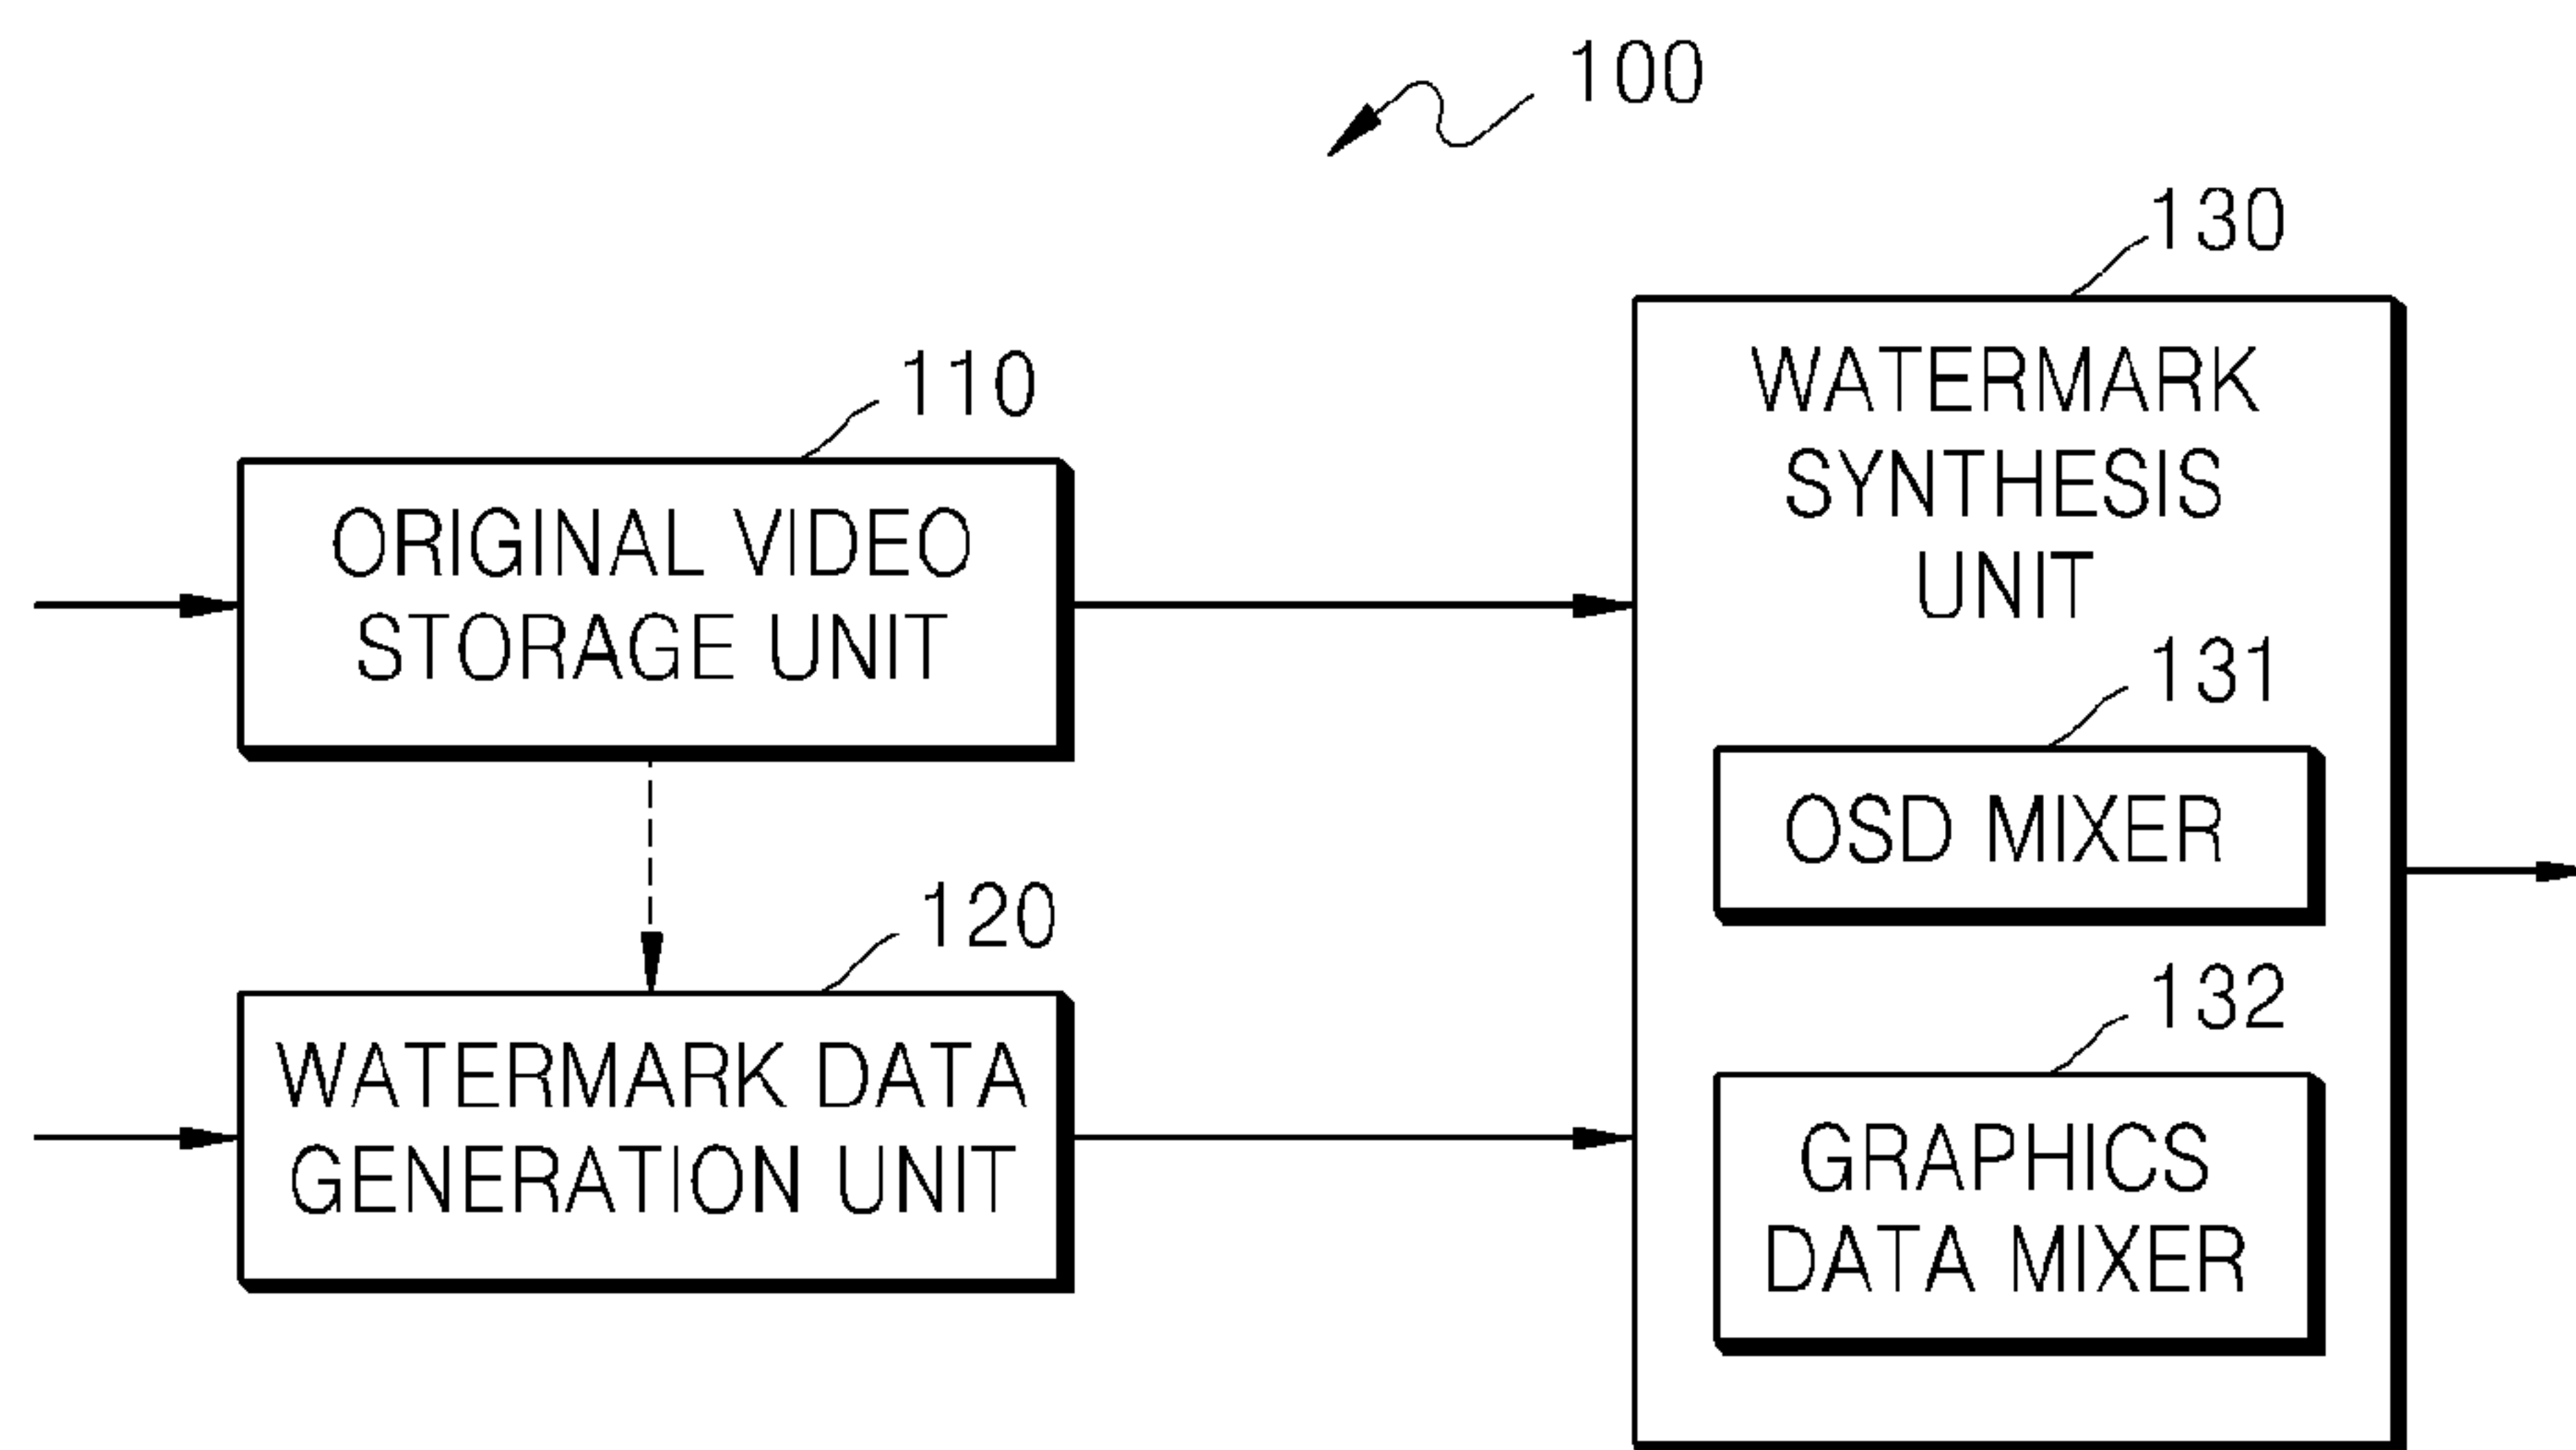 100
130
WATERMARK
SYNTHESIS
UNIT
110
ORIGINAL VIDEO
STORAGE UNIT
131
OSD MIXER
120
WATERMARK DATA
GENERATION UNIT
132
GRAPHICS
DATA MIXER